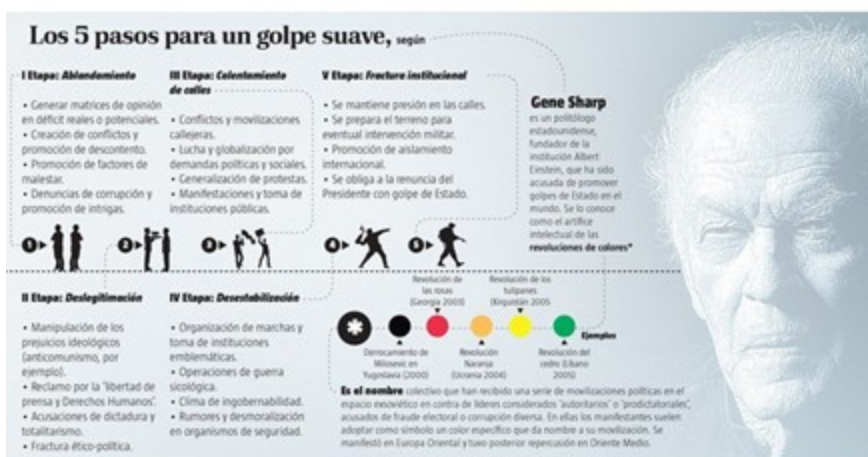 Los 5 pasos para un golpe suave, según
I Etapa: Ablandamiento
• Generar matrices de opinión
en déficit reales o potenciales.
• Creación de conflictos y
promoción de descontento.
• Promoción de factores de
malestar.
• Denuncias de corrupción y
promoción de intrigas.
III Etapa: Calentamiento
de calles
• Conflictos y movilizaciones
callejeras.
• Lucha y globalización por
demandas políticas y sociales.
• Generalización de protestas.
• Manifestaciones y toma de
instituciones públicas.
V Etapa: Fractura institucional
• Se mantiene presión en las calles.
• Se prepara el terreno para
eventual intervención militar.
• Promoción de aislamiento
internacional.
• Se obliga a la renuncia del
Presidente con golpe de Estado.
Gene Sharp
es un politólogo
estadounidense,
fundador de la
institución Albert
Einstein, que ha sido
acusada de promover
golpes de Estado en el
mundo. Se lo conoce
como el artífice
intelectual de las
revoluciones de colores*
1 2 3 4 5
II Etapa: Deslegitimación
• Manipulación de los
prejuicios ideológicos
(anticomunismo, por
ejemplo).
• Reclamo por la "libertad de
prensa y Derechos Humanos".
• Acusaciones de dictadura y
totalitarismo.
• Fractura ético-política.
IV Etapa: Desestabilización
• Organización de marchas y
toma de instituciones
emblemáticas.
• Operaciones de guerra
sicológica.
• Clima de ingobernabilidad.
• Rumores y desmoralización
en organismos de seguridad.
Revolución de
las rosas
(Georgia 2003)
Revolución de los
tulipanes
(Kirguistán 2005
*
Ejemplos
Derrocamiento de
Milosevic en
Yugoslavia (2000)
Revolución
Naranja
(Ucrania 2004)
Revolución del
cedro (Líbano
2005)
Es el nombre colectivo que han recibido una serie de movilizaciones políticas en el
espacio exsoviético en contra de líderes considerados "autoritarios" o "prodictatoriales",
acusados de fraude electoral o corrupción diversa. En ellas los manifestantes suelen
adoptar como símbolo un color específico que da nombre a su movilización. Se
manifestó en Europa Oriental y tuvo posterior repercusión en Oriente Medio.